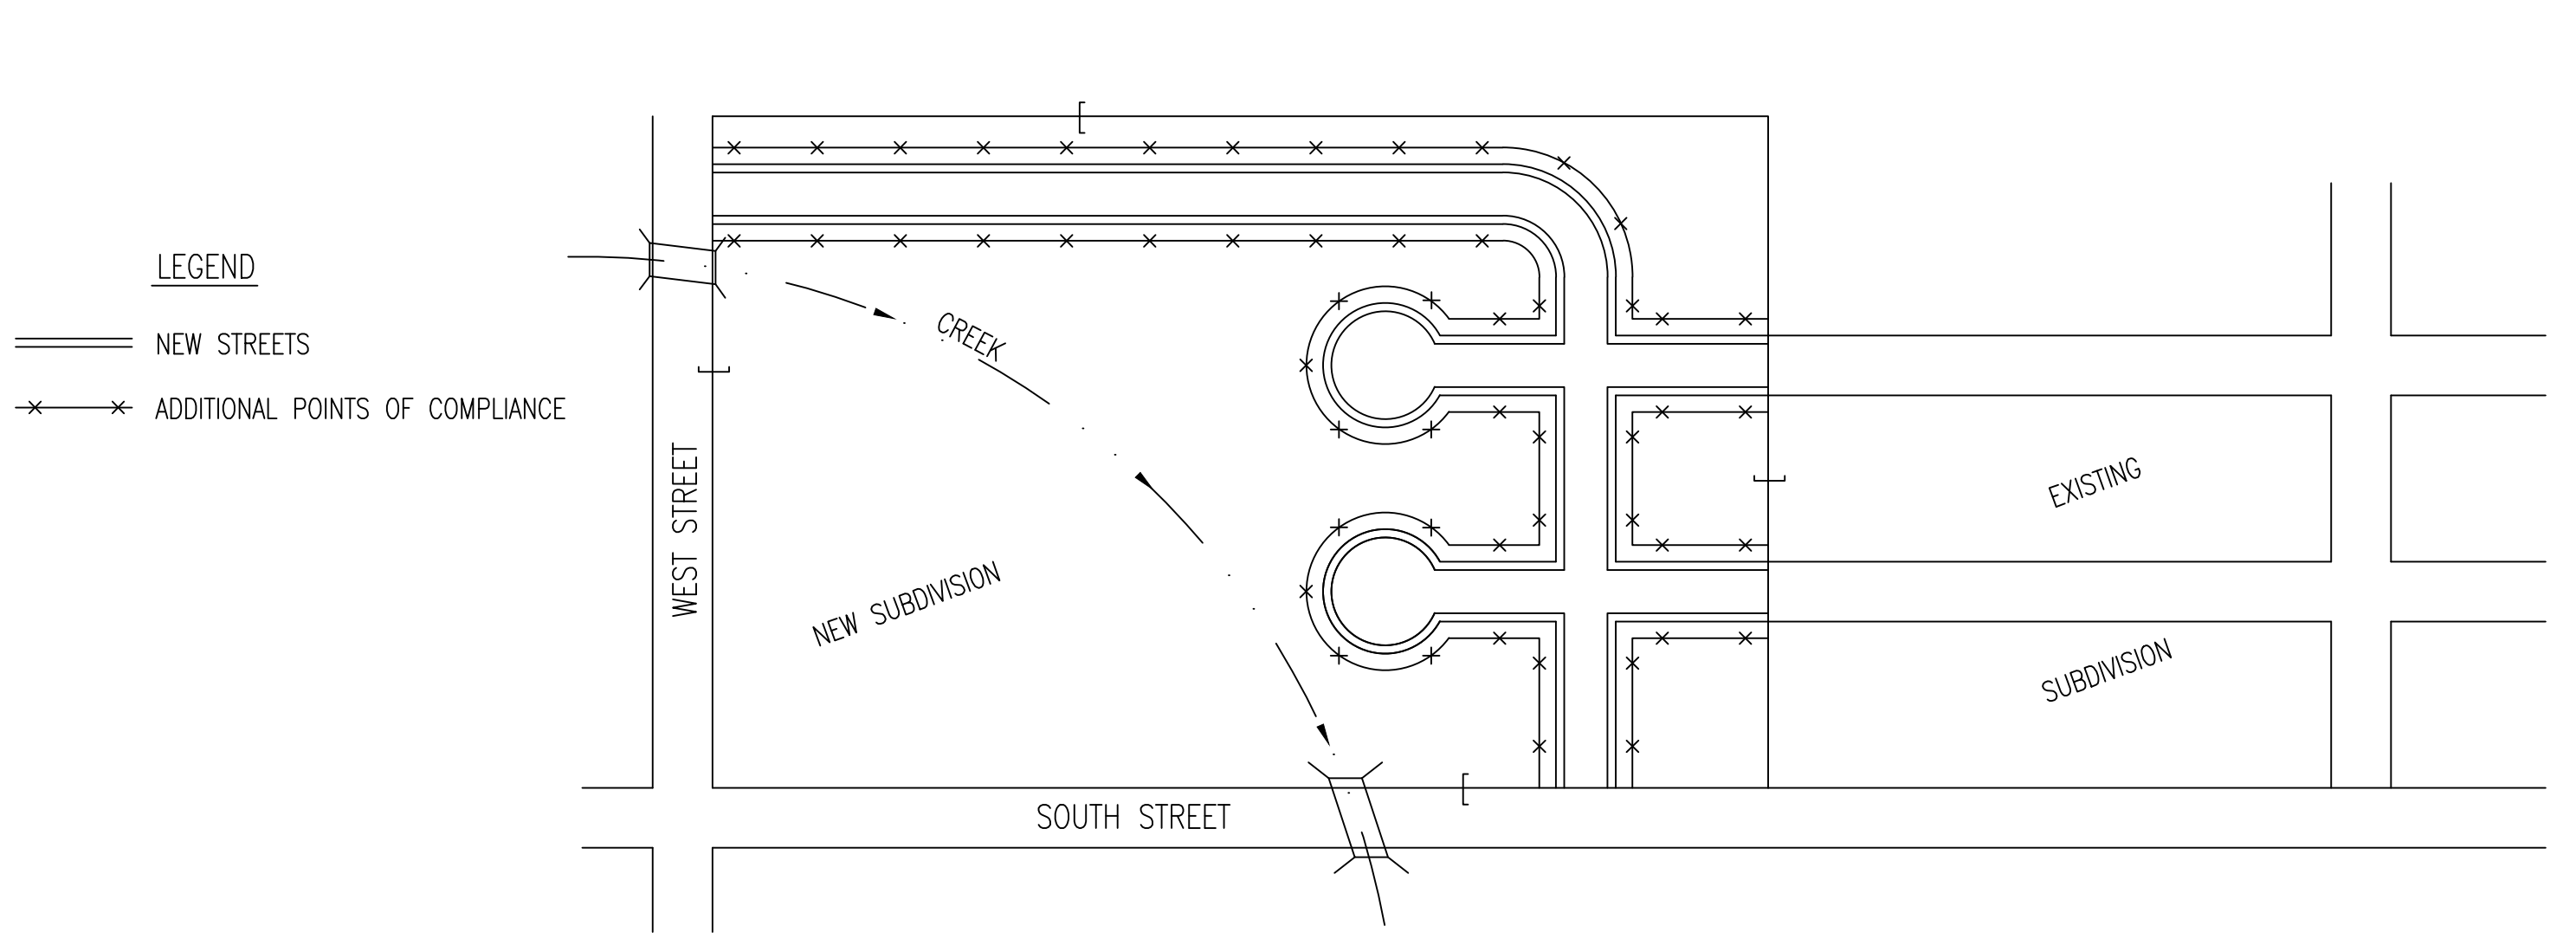 LEGEND
NEW STREETS
ADDITIONAL POINTS OF COMPLIANCE
CREEK
WEST STREET
NEW SUBDIVISION
SOUTH STREET
EXISTING
SUBDIVISION